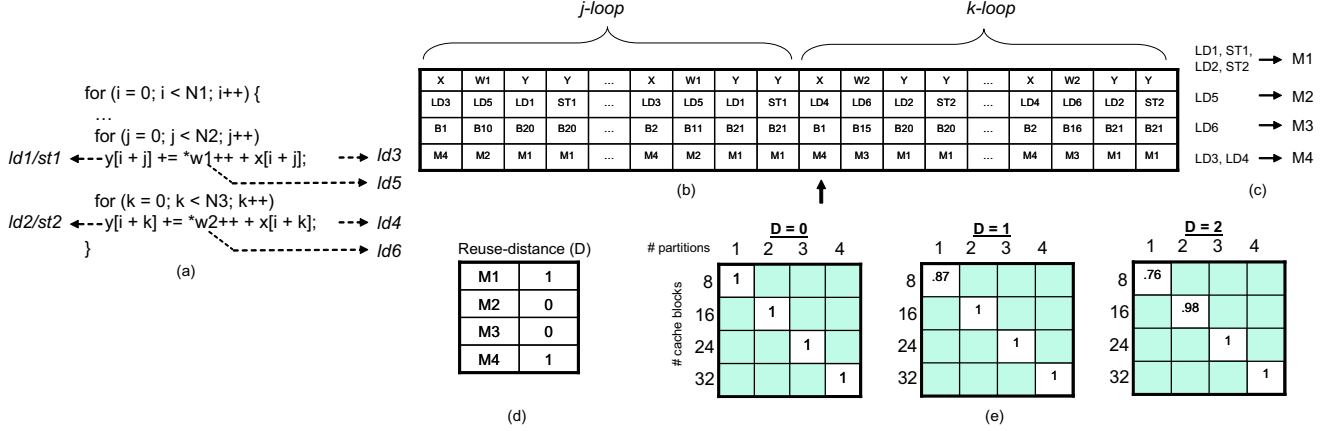 for (i = 0; i < N1; i++) {
…
for (j = 0; j < N2; j++)
ld1/st1 y[i + j] += *w1++ + x[i + j]; ld3
ld5
for (k = 0; k < N3; k++)
ld2/st2 y[i + k] += *w2++ + x[i + k]; ld4
} ld6
(a)
j-loop k-loop
X W1 Y Y … X W1 Y Y X W2 Y Y … X W2 Y Y
LD3 LD5 LD1 ST1 … LD3 LD5 LD1 ST1 LD4 LD6 LD2 ST2 … LD4 LD6 LD2 ST2
B1 B10 B20 B20 … B2 B11 B21 B21 B1 B15 B20 B20 … B2 B16 B21 B21
M4 M2 M1 M1 … M4 M2 M1 M1 M4 M3 M1 M1 … M4 M3 M1 M1
(b)
LD1, ST1,
LD2, ST2 M1
LD5 M2
LD6 M3
LD3, LD4 M4
(c)
Reuse-distance (D)
M1 1
M2 0
M3 0
M4 1
(d)
D = 0 D = 1 D = 2
# partitions 1 2 3 4 1 2 3 4 1 2 3 4
# cache blocks
8 1 8 .87 8 .76
16 1 16 1 16 .98
24 1 24 1 24 1
32 1 32 1 32 1
(e)